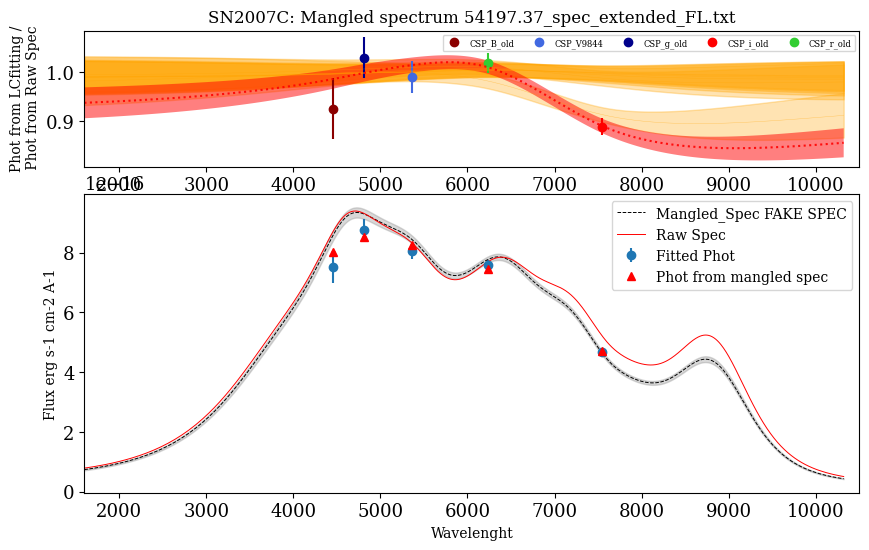 SN2007C: Mangled spectrum 54197.37_spec_extended_FL.txt
Phot from LCfitting /
Phot from Raw Spec
CSP_B_old CSP_V9844 CSP_g_old CSP_i_old CSP_r_old
1.0
0.9
2000 3000 4000 5000 6000 7000 8000 9000 10000
1e−16
Mangled_Spec FAKE SPEC
Raw Spec
Fitted Phot
Phot from mangled spec
Flux erg s-1 cm-2 A-1
8
6
4
2
0
2000 3000 4000 5000 6000 7000 8000 9000 10000
Wavelenght